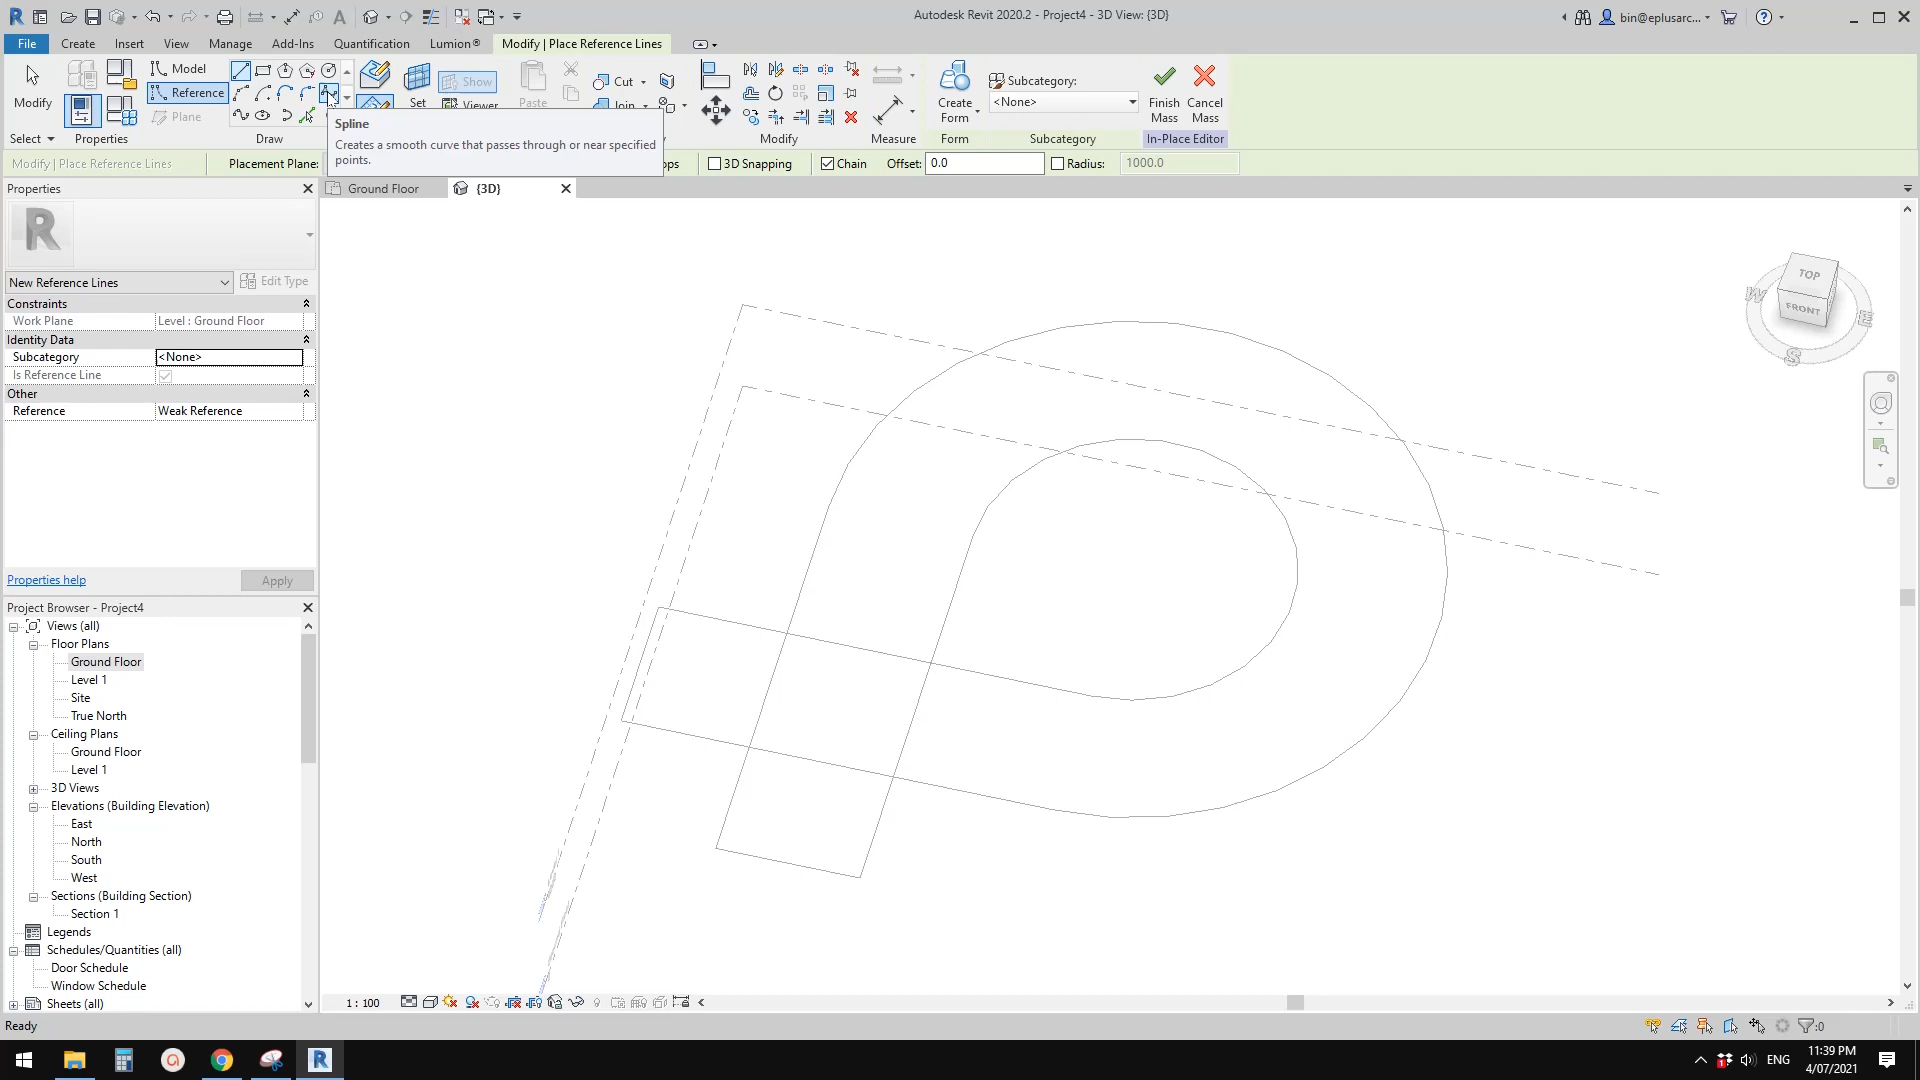 Autodesk Revit 2020.2 - Project4 - 3D View: {3D}
bin@eplusarc...
File Create Insert View Manage Add-Ins Quantification Lumion® Modify | Place Reference Lines
Modify
Model
Reference
Plane
Set
Show
Viewer
Paste
Cut
Join
Create
Form
Subcategory:
<None>
Finish
Mass
Cancel
Mass
Select Properties Draw Modify Measure Form Subcategory In-Place Editor
Spline
Creates a smooth curve that passes through or near specified
points.
Modify | Place Reference Lines Placement Plane: 3D Snapping Chain Offset: 0.0 Radius: 1000.0
Properties
Ground Floor {3D}
R
New Reference Lines Edit Type
Constraints
Work Plane Level : Ground Floor
Identity Data
Subcategory <None>
Is Reference Line
Other
Reference Weak Reference
Properties help Apply
TOP
FRONT
W
E
S
Project Browser - Project4
Views (all)
Floor Plans
Ground Floor
Level 1
Site
True North
Ceiling Plans
Ground Floor
Level 1
3D Views
Elevations (Building Elevation)
East
North
South
West
Sections (Building Section)
Section 1
Legends
Schedules/Quantities (all)
Door Schedule
Window Schedule
Sheets (all)
1 : 100
Ready
:0
ENG
11:39 PM
4/07/2021